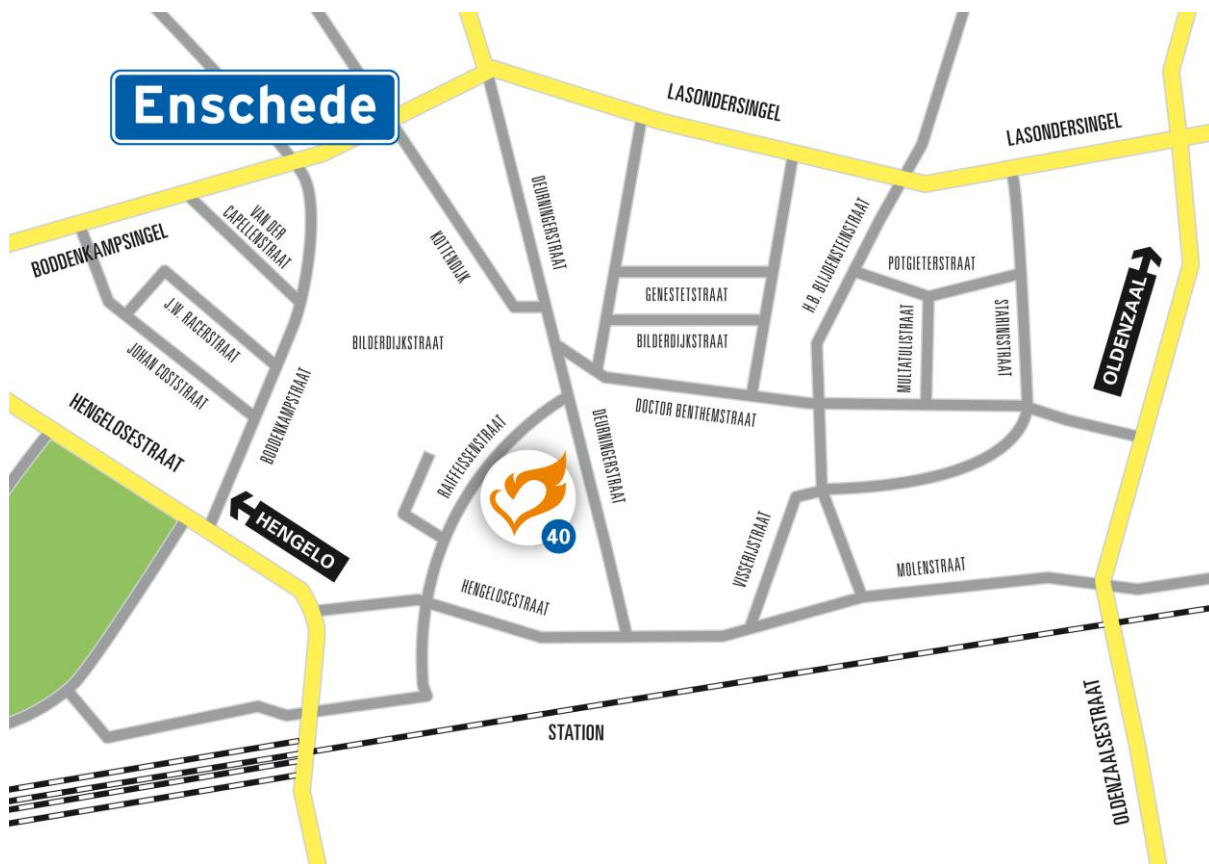 Enschede
LASONDERSINGEL
LASONDERSINGEL
VAN DER
CAPELLENSTRAAT
BODDENKAMPSINGEL
KOTTENDIJK
DEURNINGERSTRAAT
H.B. BLIJDENSTEINSTRAAT
POTGIETERSTRAAT
J.W. RACERSTRAAT
JOHAN COSTSTRAAT
BILDERDIJKSTRAAT
GENESTETSTRAAT
BILDERDIJKSTRAAT
MULTATULISTRAAT
STARINGSTRAAT
OLDENZAAL
HENGELOSESTRAAT
BODDENKAMPSTRAAT
RAIFFEISSENSTRAAT
DEURNINGERSTRAAT
DOCTOR BENTHEMSTRAAT
HENGELO
40
VISSERIJSTRAAT
MOLENSTRAAT
HENGELOSESTRAAT
STATION
OLDENZAALSESTRAAT